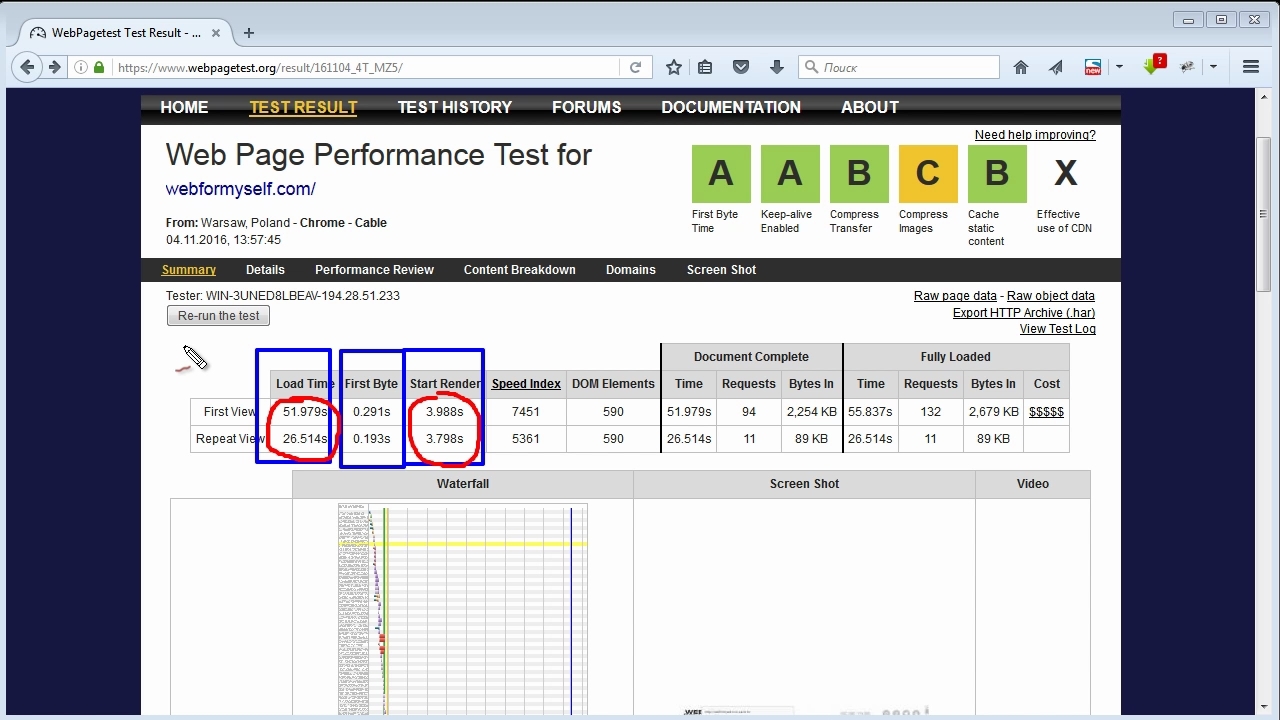 WebPagetest Test Result - ...
https://www.webpagetest.org/result/161104_4T_MZ5/
Поиск
new
?
HOME TEST RESULT TEST HISTORY FORUMS DOCUMENTATION ABOUT
Need help improving?
Web Page Performance Test for
webformyself.com/
From: Warsaw, Poland - Chrome - Cable
04.11.2016, 13:57:45
A A B C B X
First Byte Time
Keep-alive Enabled
Compress Transfer
Compress Images
Cache static content
Effective use of CDN
Summary Details Performance Review Content Breakdown Domains Screen Shot
Tester: WIN-3UNED8LBEAV-194.28.51.233
Re-run the test
Raw page data - Raw object data
Export HTTP Archive (.har)
View Test Log
Document Complete Fully Loaded
Load Time First Byte Start Render Speed Index DOM Elements Time Requests Bytes In Time Requests Bytes In Cost
First View 51.979s 0.291s 3.988s 7451 590 51.979s 94 2,254 KB 55.837s 132 2,679 KB $$$$$
Repeat View 26.514s 0.193s 3.798s 5361 590 26.514s 11 89 KB 26.514s 11 89 KB
Waterfall Screen Shot Video